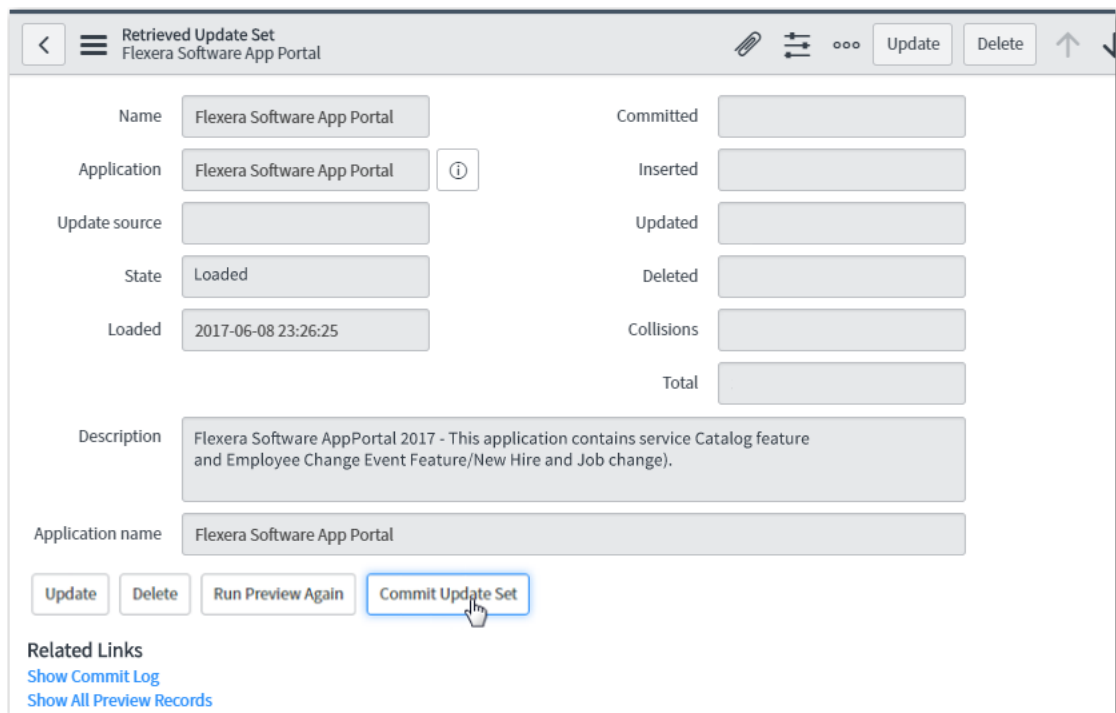 Retrieved Update Set
Flexera Software App Portal
Update
Delete
Name
Flexera Software App Portal
Committed
Application
Flexera Software App Portal
Inserted
Update source
Updated
State
Loaded
Deleted
Loaded
2017-06-08 23:26:25
Collisions
Total
Description
Flexera Software AppPortal 2017 - This application contains service Catalog feature
and Employee Change Event Feature/New Hire and Job change).
Application name
Flexera Software App Portal
Update
Delete
Run Preview Again
Commit Update Set
Related Links
Show Commit Log
Show All Preview Records